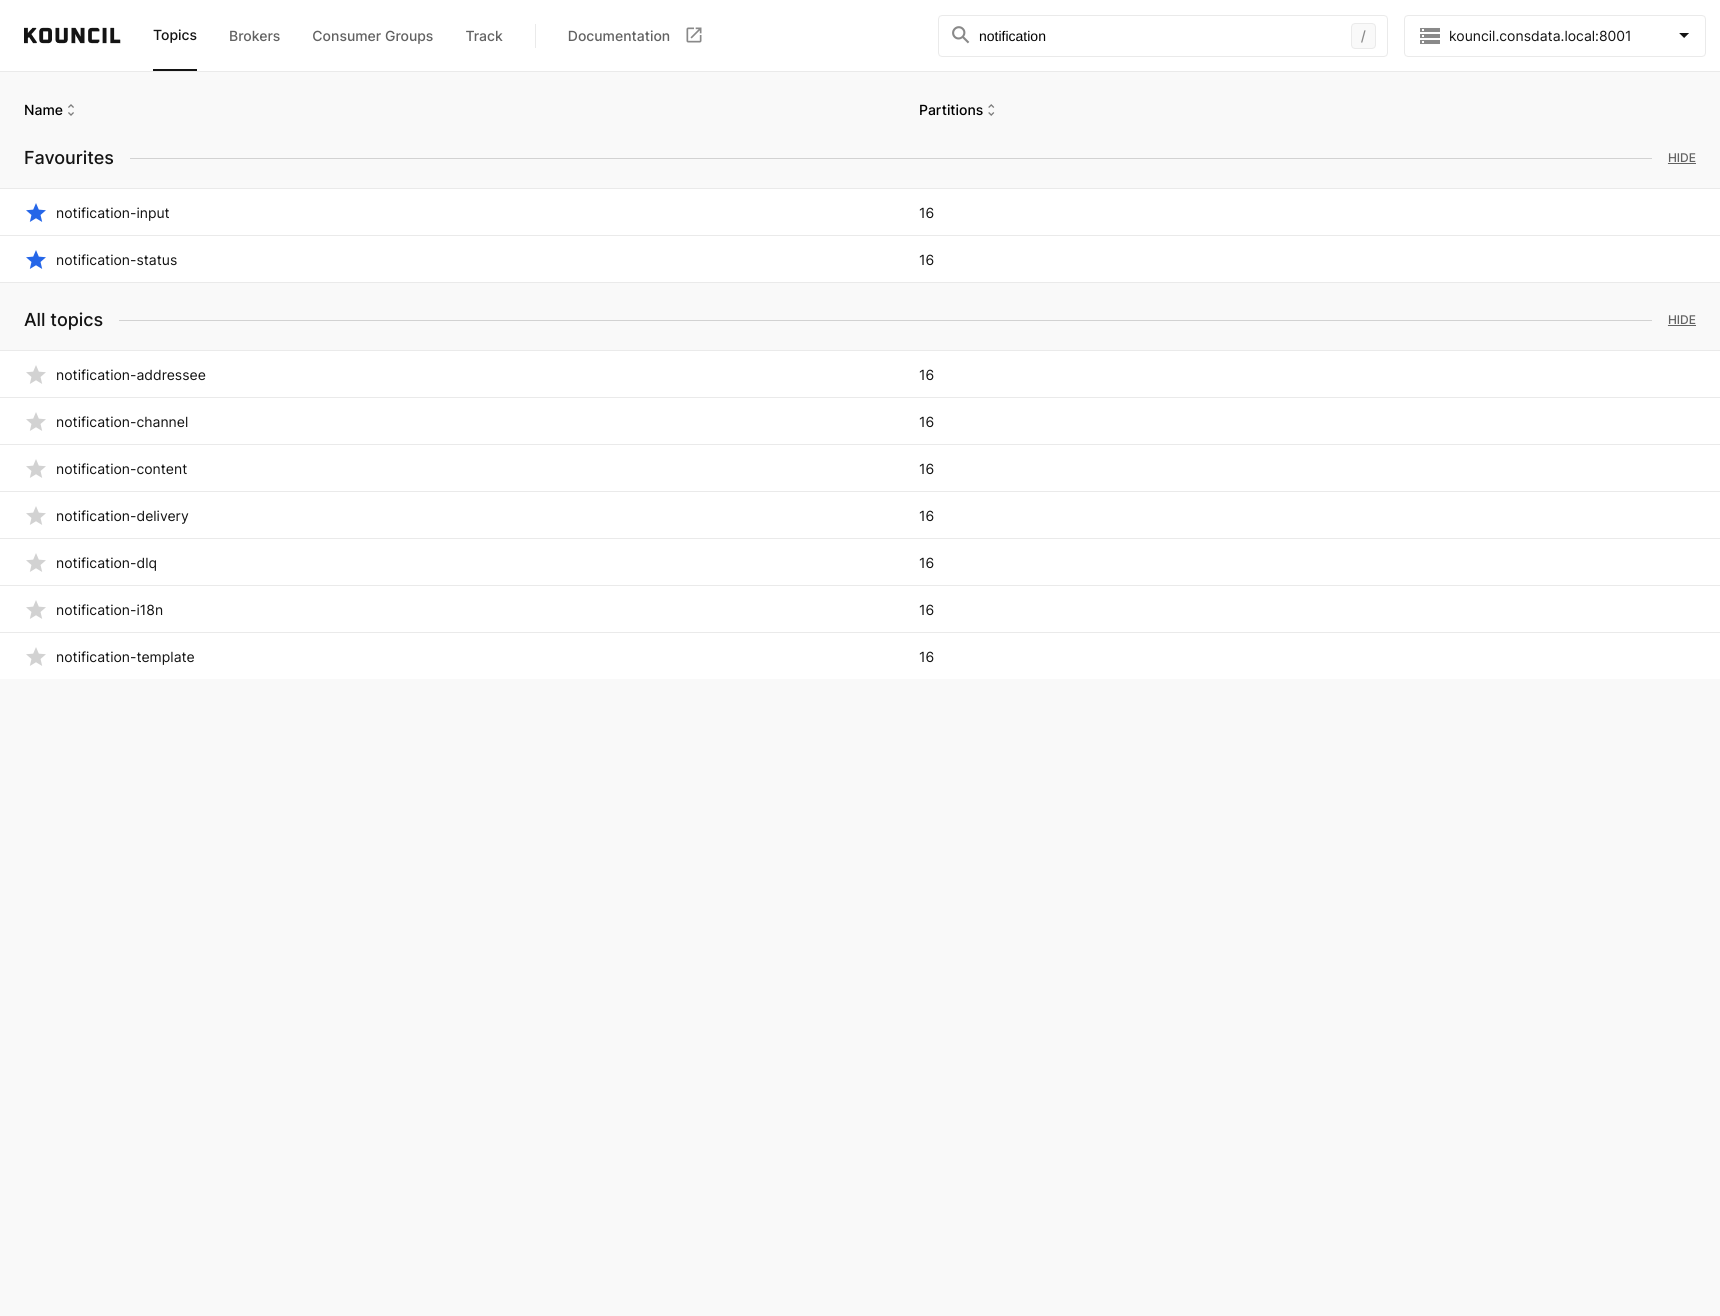 KOUNCIL Topics Brokers Consumer Groups Track Documentation notification / kouncil.consdata.local:8001
Name Partitions
Favourites HIDE
notification-input 16
notification-status 16
All topics HIDE
notification-addressee 16
notification-channel 16
notification-content 16
notification-delivery 16
notification-dlq 16
notification-i18n 16
notification-template 16